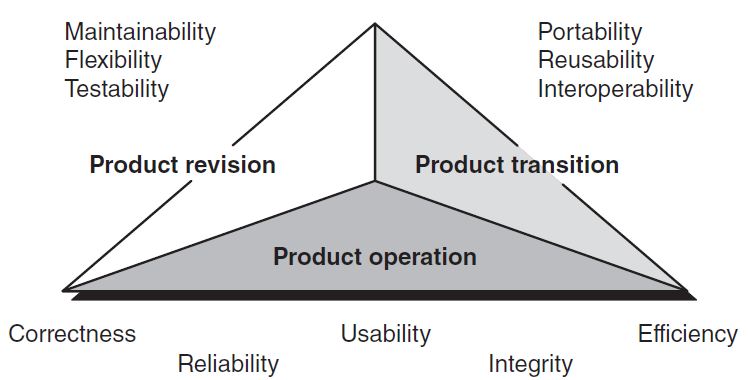 Maintainability
Flexibility
Testability
Portability
Reusability
Interoperability
Product revision
Product transition
Product operation
Correctness
Usability
Efficiency
Reliability
Integrity